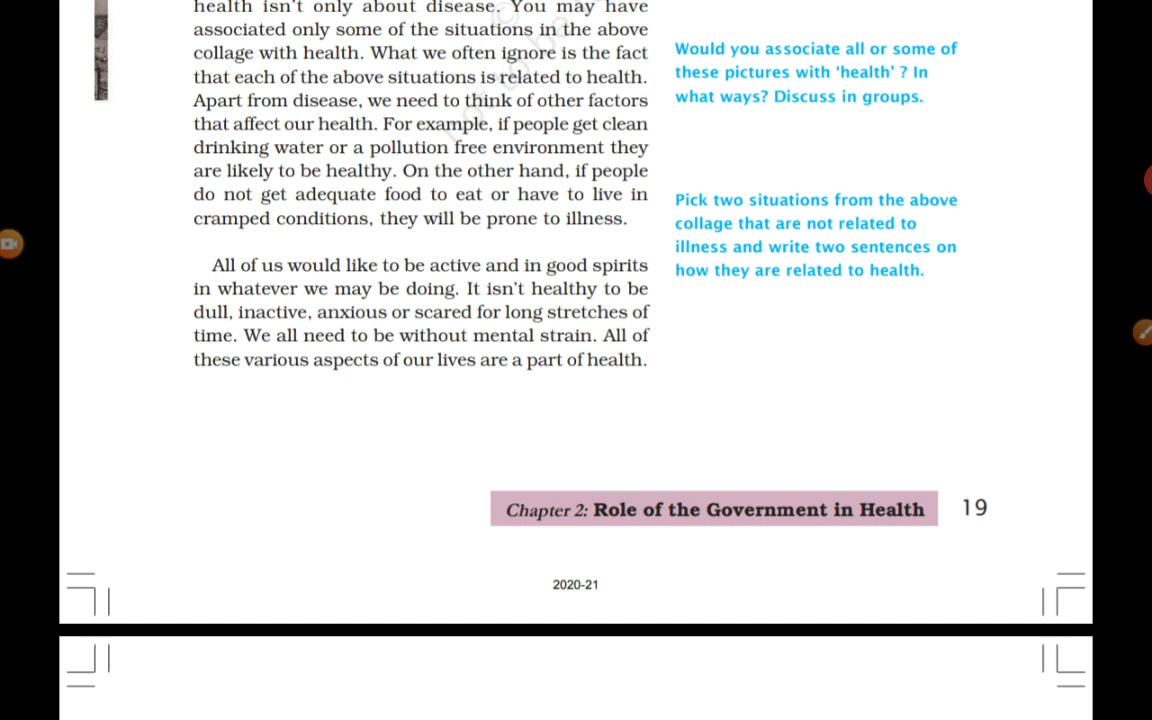 health isn't only about disease. You may have
associated only some of the situations in the above
collage with health. What we often ignore is the fact
that each of the above situations is related to health.
Apart from disease, we need to think of other factors
that affect our health. For example, if people get clean
drinking water or a pollution free environment they
are likely to be healthy. On the other hand, if people
do not get adequate food to eat or have to live in
cramped conditions, they will be prone to illness.
All of us would like to be active and in good spirits
in whatever we may be doing. It isn't healthy to be
dull, inactive, anxious or scared for long stretches of
time. We all need to be without mental strain. All of
these various aspects of our lives are a part of health.
Would you associate all or some of
these pictures with ‘health’ ? In
what ways? Discuss in groups.
Pick two situations from the above
collage that are not related to
illness and write two sentences on
how they are related to health.
Chapter 2: Role of the Government in Health 19
2020-21